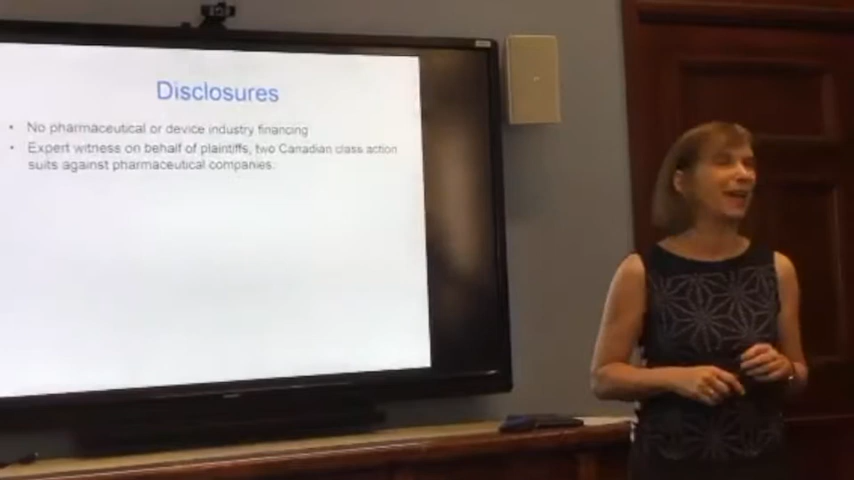 Disclosures
• No pharmaceutical or device industry financing
• Expert witness on behalf of plaintiffs, two Canadian class action
suits against pharmaceutical companies.